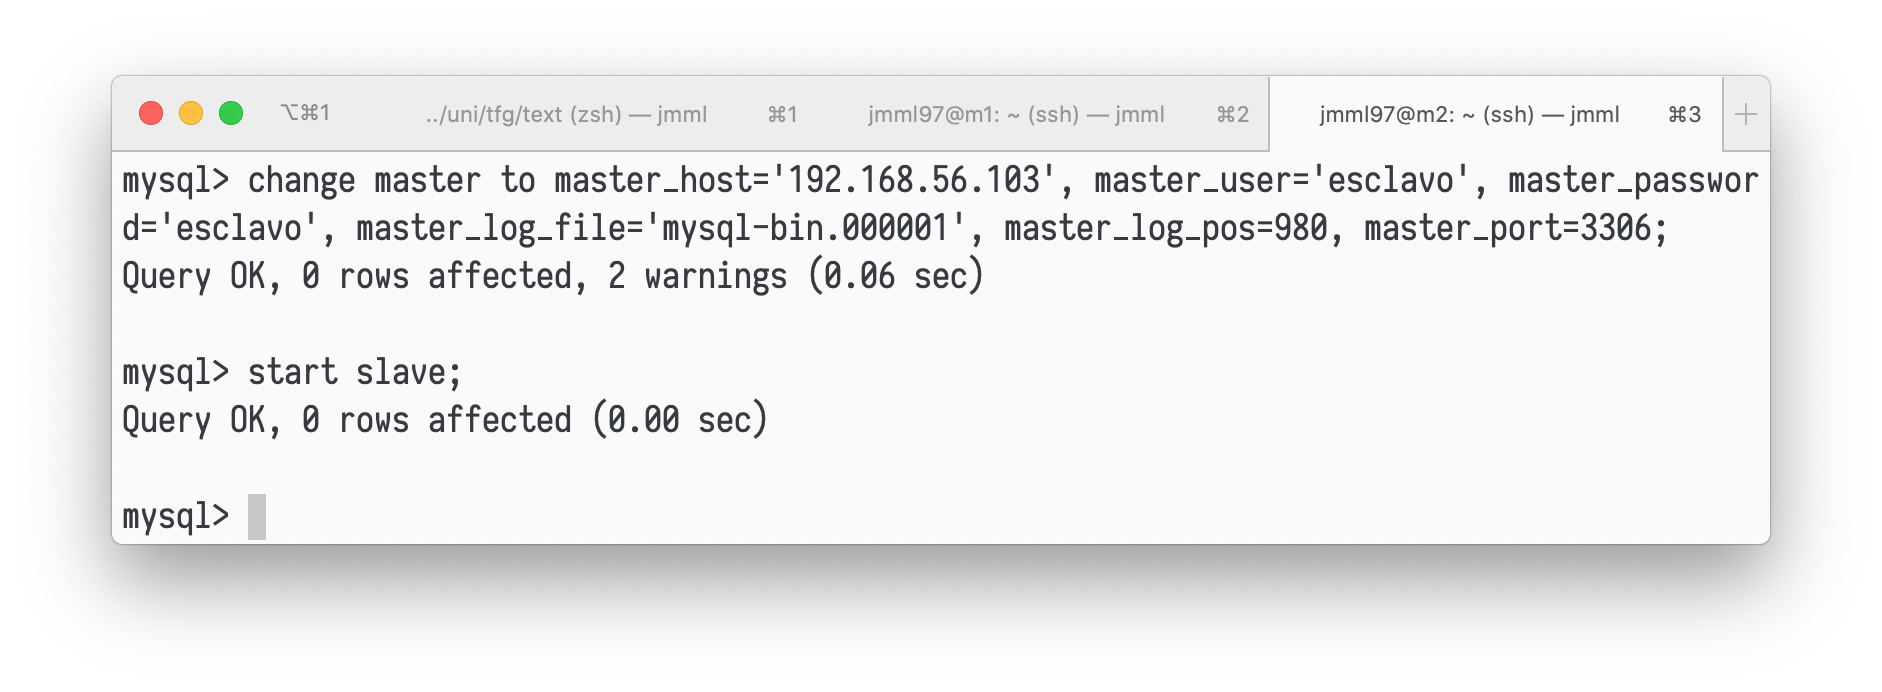 ⌥⌘1 ../uni/tfg/text (zsh) — jmml ⌘1 jmml97@m1: ~ (ssh) — jmml ⌘2 jmml97@m2: ~ (ssh) — jmml ⌘3 +
mysql> change master to master_host='192.168.56.103', master_user='esclavo', master_passwor
d='esclavo', master_log_file='mysql-bin.000001', master_log_pos=980, master_port=3306;
Query OK, 0 rows affected, 2 warnings (0.06 sec)
mysql> start slave;
Query OK, 0 rows affected (0.00 sec)
mysql>